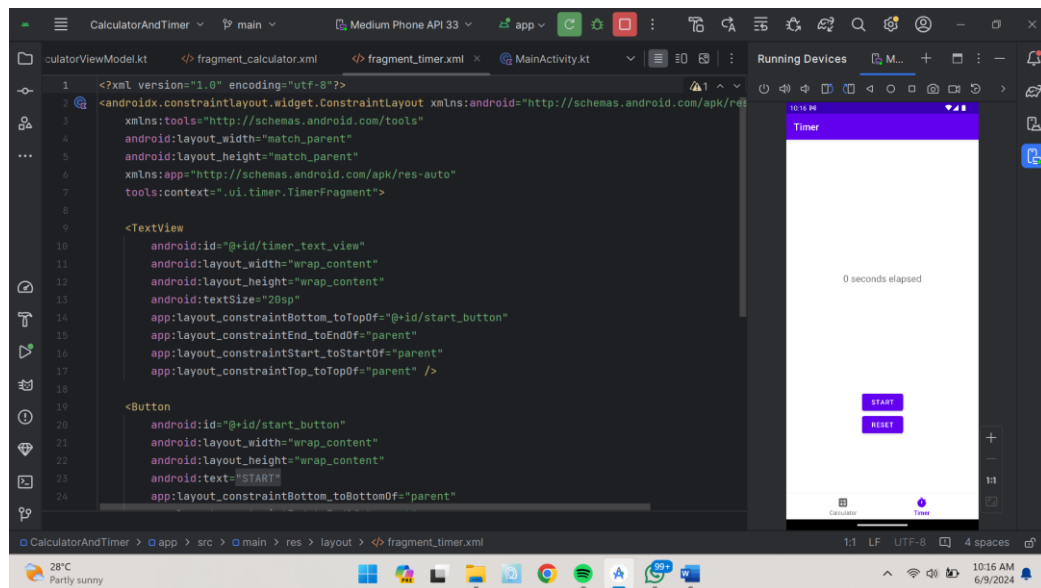 CalculatorAndTimer
main
Medium Phone API 33
app
culatorViewModel.kt
fragment_calculator.xml
fragment_timer.xml
MainActivity.kt
Running Devices
M...
1 <?xml version="1.0" encoding="utf-8"?>
1
2 <androidx.constraintlayout.widget.ConstraintLayout xmlns:android="http://schemas.android.com/apk/res
3 xmlns:tools="http://schemas.android.com/tools"
4 android:layout_width="match_parent"
5 android:layout_height="match_parent"
6 xmlns:app="http://schemas.android.com/apk/res-auto"
7 tools:context=".ui.timer.TimerFragment">
8
9 <TextView
10 android:id="@+id/timer_text_view"
11 android:layout_width="wrap_content"
12 android:layout_height="wrap_content"
13 android:textSize="20sp"
14 app:layout_constraintBottom_toTopOf="@+id/start_button"
15 app:layout_constraintEnd_toEndOf="parent"
16 app:layout_constraintStart_toStartOf="parent"
17 app:layout_constraintTop_toTopOf="parent" />
18
19 <Button
20 android:id="@+id/start_button"
21 android:layout_width="wrap_content"
22 android:layout_height="wrap_content"
23 android:text="START"
24 app:layout_constraintBottom_toBottomOf="parent"
10:16
Timer
0 seconds elapsed
START
RESET
Calculator
Timer
1:1
CalculatorAndTimer > app > src > main > res > layout > fragment_timer.xml
1:1 LF UTF-8 4 spaces
28°C
Partly sunny
PRE
99+
10:16 AM
6/9/2024